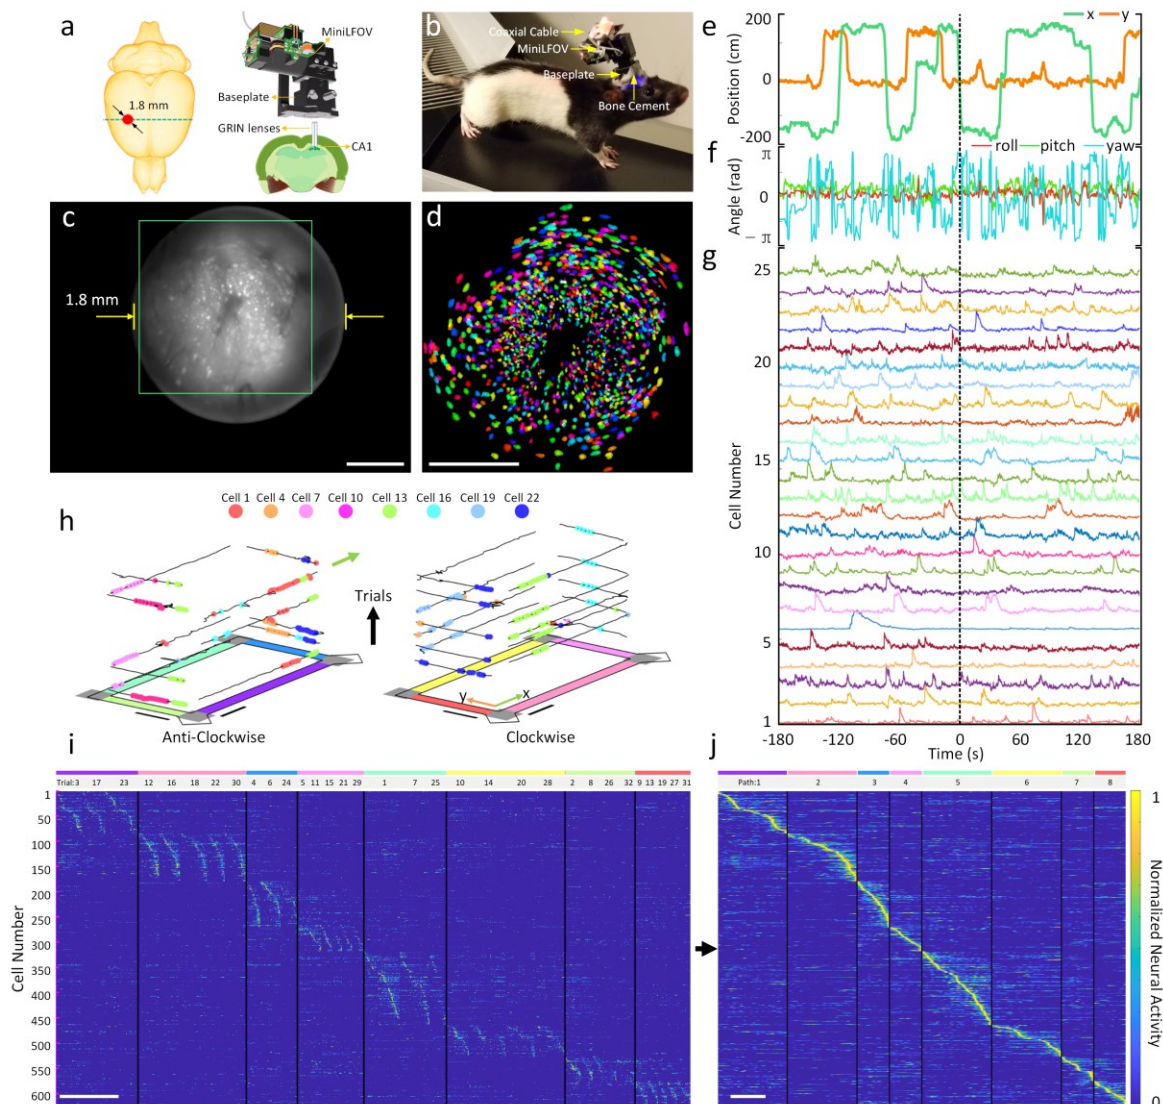 a
1.8 mm
MiniLFOV
Baseplate
GRIN lenses
CA1
b
Coaxial Cable
MiniLFOV
Baseplate
Bone Cement
c
1.8 mm
d
e
x y
Position (cm)
200
0
-200
f
roll pitch yaw
Angle (rad)
π
0
– π
g
Cell Number
25
20
15
10
5
1
-180 -120 -60 0 60 120 180
Time (s)
h
Cell 1 Cell 4 Cell 7 Cell 10 Cell 13 Cell 16 Cell 19 Cell 22
Trials
y x
Anti-Clockwise
Clockwise
i
Trial:3 17 23 12 16 18 22 30 4 6 24 5 11 15 21 29 1 7 25 10 14 20 28 2 8 26 32 9 13 19 27 31
Cell Number
1
50
100
150
200
250
300
350
400
450
500
550
600
j
Path:1 2 3 4 5 6 7 8
1
0
Normalized Neural Activity